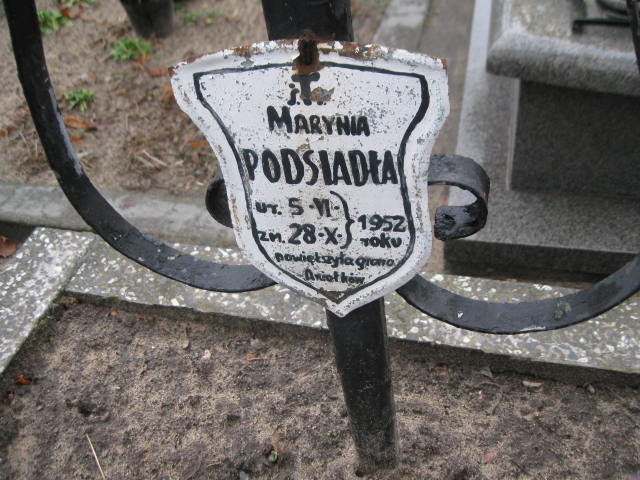 Ś.P.
MARYNIA
PODSIADŁA
UR. 5·VI·
ZM. 28·X· } 1952 roku
powiększyła grono
Aniołków